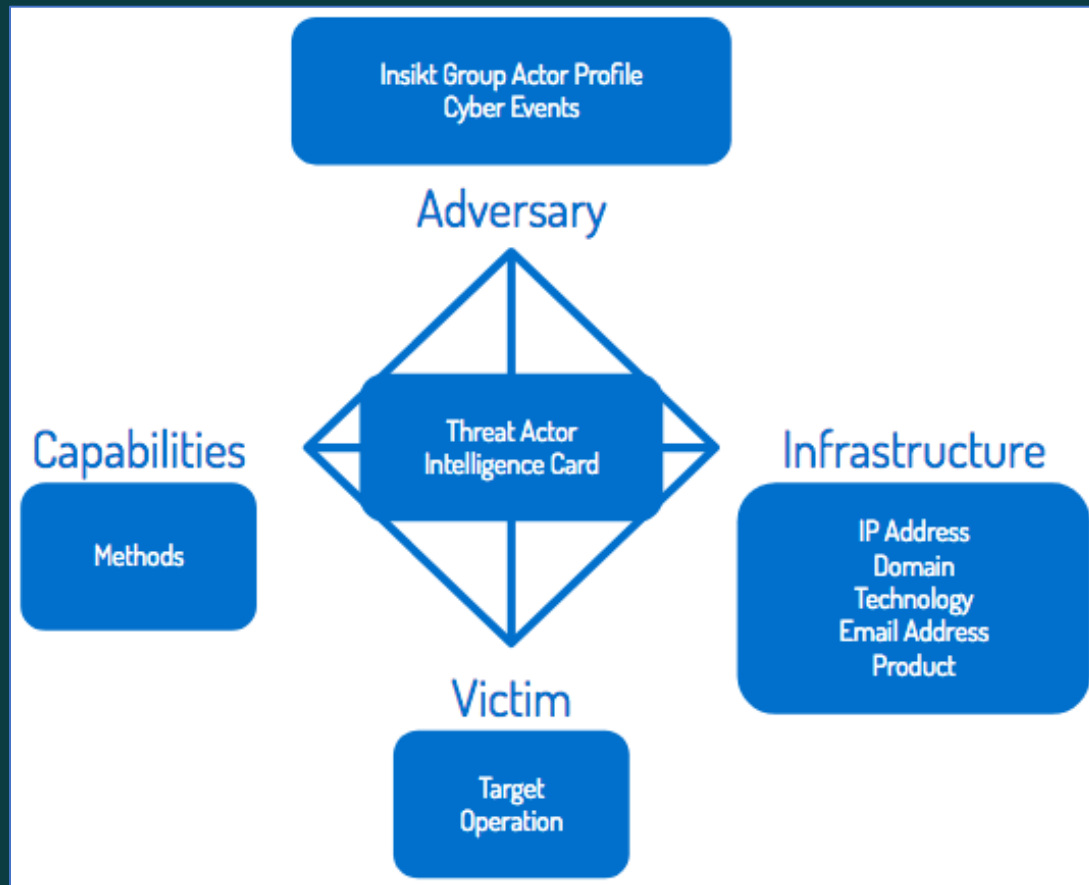 Insikt Group Actor Profile
Cyber Events
Adversary
Threat Actor
Intelligence Card
Capabilities
Methods
Infrastructure
IP Address
Domain
Technology
Email Address
Product
Victim
Target
Operation